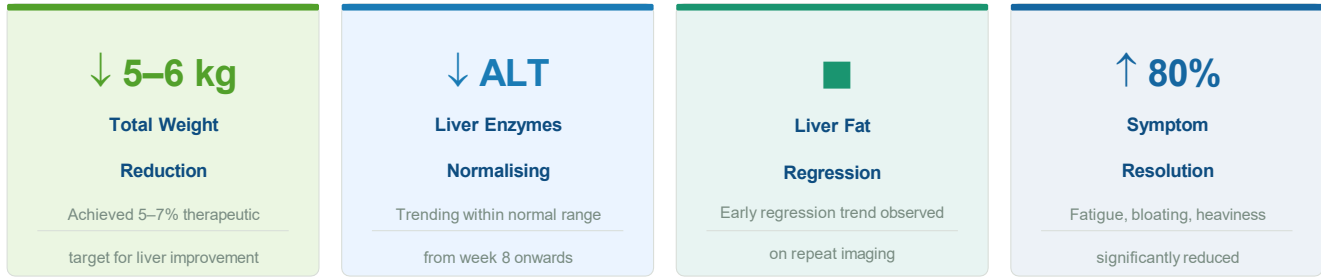 ↓ 5–6 kg
Total Weight
Reduction
Achieved 5–7% therapeutic
target for liver improvement
↓ ALT
Liver Enzymes
Normalising
Trending within normal range
from week 8 onwards
■
Liver Fat
Regression
Early regression trend observed
on repeat imaging
↑ 80%
Symptom
Resolution
Fatigue, bloating, heaviness
significantly reduced